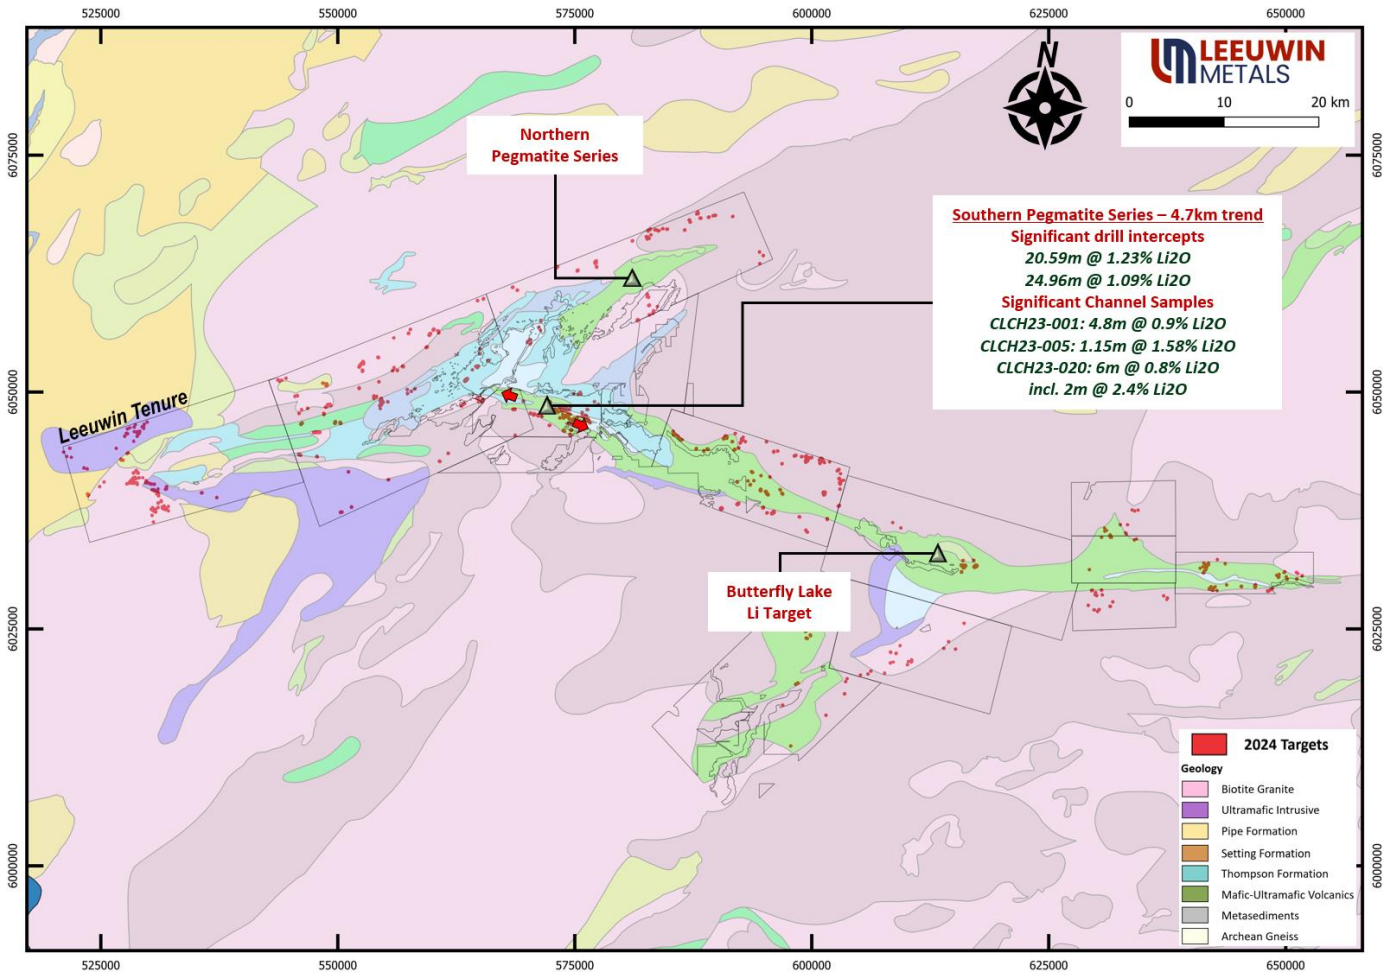 525000
550000
575000
600000
625000
650000
N
LEEUWIN
METALS
0 10 20 km
Northern
Pegmatite Series
6075000
6075000
Southern Pegmatite Series – 4.7km trend
Significant drill intercepts
20.59m @ 1.23% Li2O
24.96m @ 1.09% Li2O
Significant Channel Samples
CLCH23-001: 4.8m @ 0.9% Li2O
CLCH23-005: 1.15m @ 1.58% Li2O
CLCH23-020: 6m @ 0.8% Li2O
incl. 2m @ 2.4% Li2O
6050000
6050000
Leeuwin Tenure
Butterfly Lake
Li Target
6025000
6025000
2024 Targets
Geology
Biotite Granite
Ultramafic Intrusive
Pipe Formation
Setting Formation
Thompson Formation
Mafic-Ultramafic Volcanics
Metasediments
Archean Gneiss
6000000
6000000
525000
550000
575000
600000
625000
650000